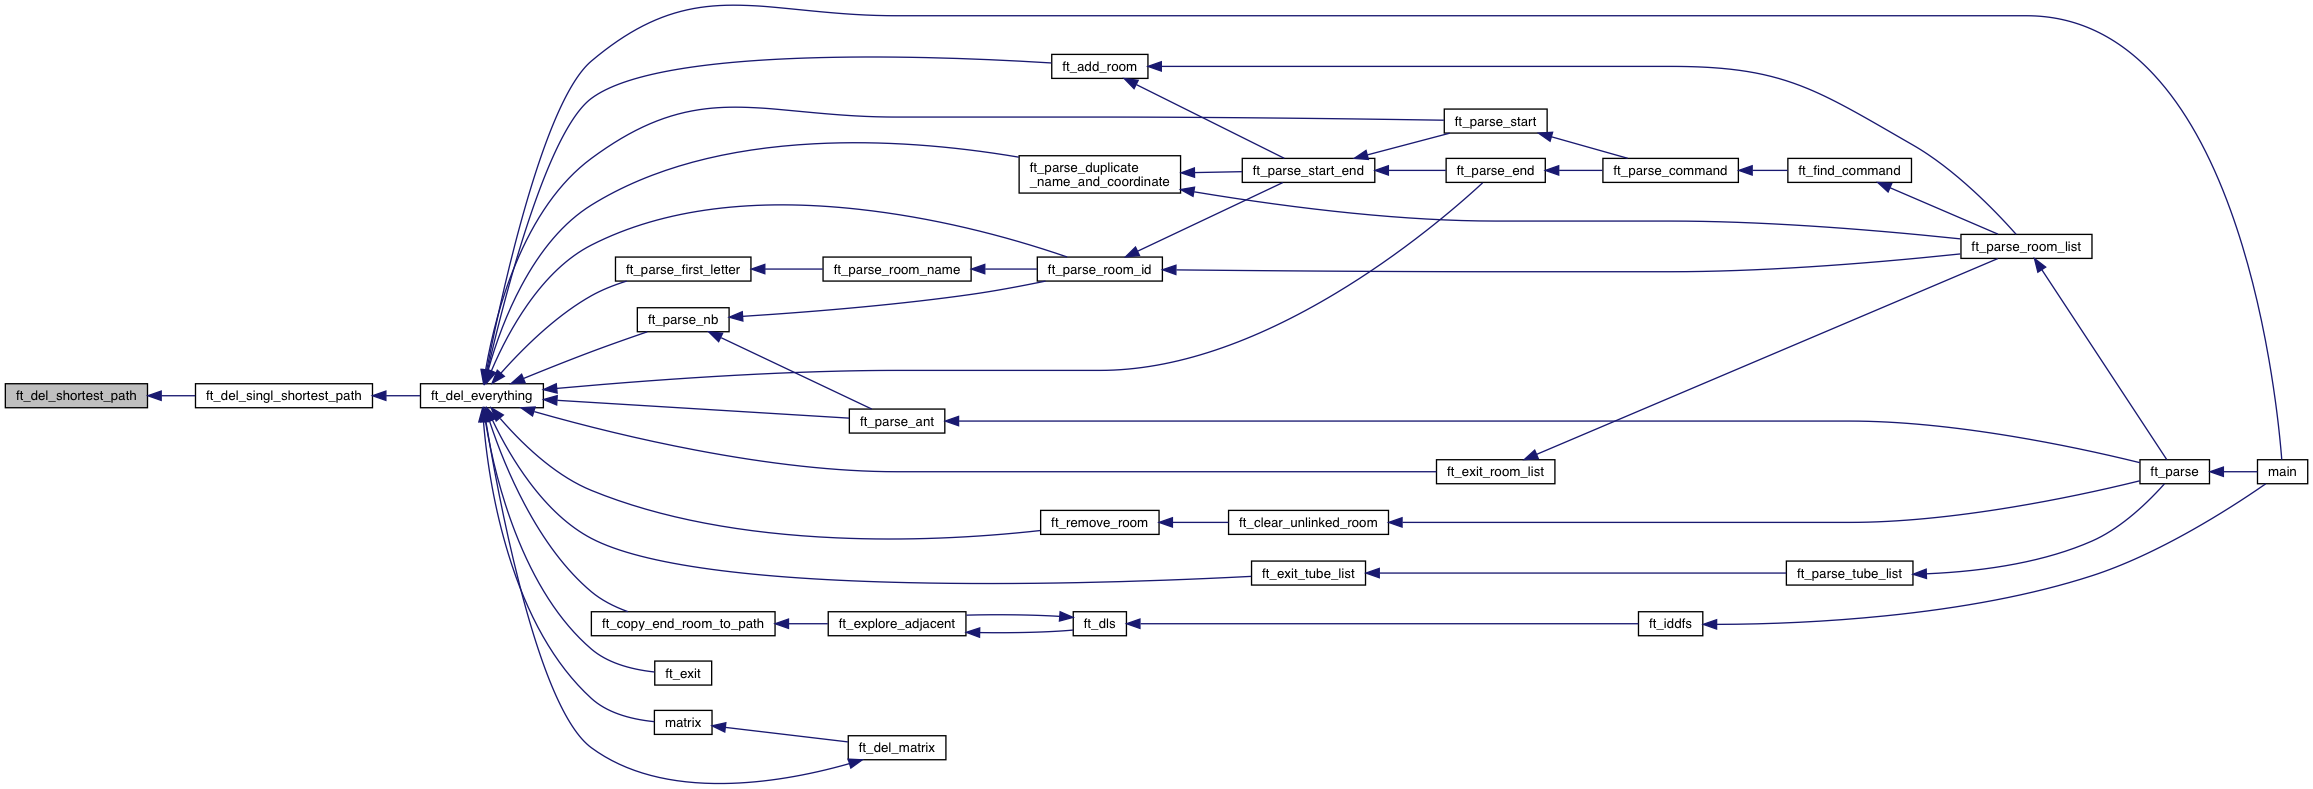 ft_add_room
ft_parse_start
ft_parse_duplicate
_name_and_coordinate
ft_parse_start_end
ft_parse_end
ft_parse_command
ft_find_command
ft_parse_room_list
ft_parse_first_letter
ft_parse_room_name
ft_parse_room_id
ft_parse_nb
ft_del_shortest_path
ft_del_singl_shortest_path
ft_del_everything
ft_parse_ant
ft_exit_room_list
ft_parse
main
ft_remove_room
ft_clear_unlinked_room
ft_exit_tube_list
ft_parse_tube_list
ft_copy_end_room_to_path
ft_explore_adjacent
ft_dls
ft_iddfs
ft_exit
matrix
ft_del_matrix